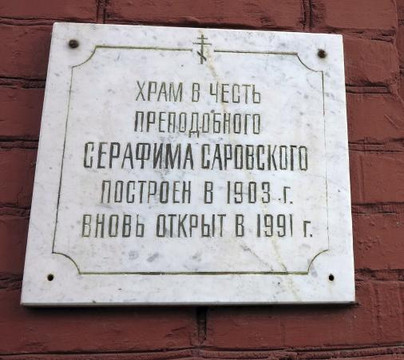 ХРАМ В ЧЕСТЬ
ПРЕПОДОБНОГО
СЕРАФИМА САРОВСКОГО
ПОСТРОЕН В 1903 г.
ВНОВЬ ОТКРЫТ В 1991 г.